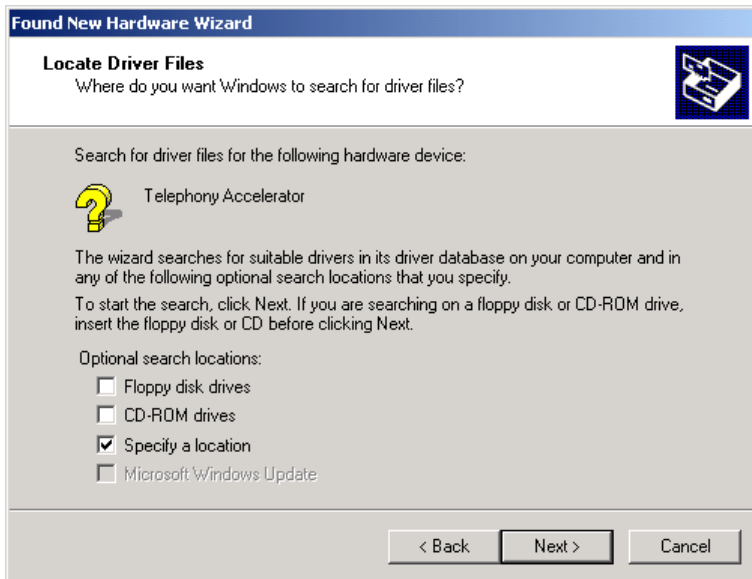 Found New Hardware Wizard
Locate Driver Files
Where do you want Windows to search for driver files?
Search for driver files for the following hardware device:
Telephony Accelerator
The wizard searches for suitable drivers in its driver database on your computer and in
any of the following optional search locations that you specify.
To start the search, click Next. If you are searching on a floppy disk or CD-ROM drive,
insert the floppy disk or CD before clicking Next.
Optional search locations:
Floppy disk drives
CD-ROM drives
Specify a location
Microsoft Windows Update
< Back Next > Cancel